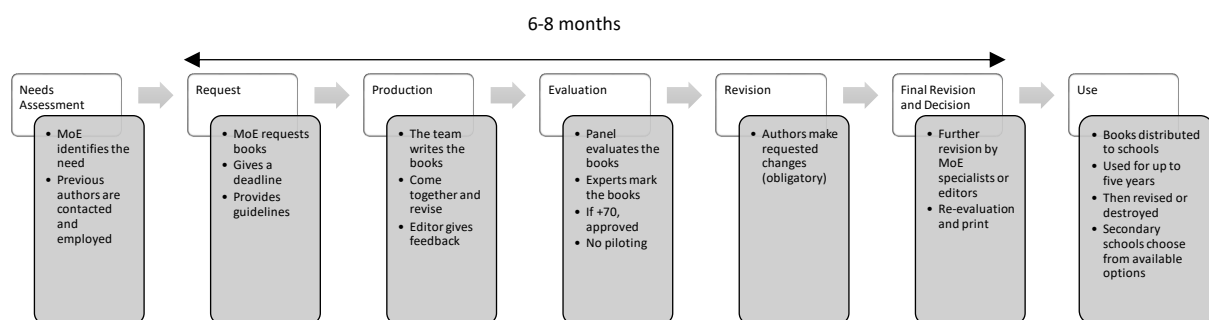 6-8 months
Needs
Assessment
• MoE
identifies the
need
• Previous
authors are
contacted
and
employed
Request
• MoE requests
books
• Gives a
deadline
• Provides
guidelines
Production
• The team
writes the
books
• Come
together and
revise
• Editor gives
feedback
Evaluation
• Panel
evaluates the
books
• Experts mark
the books
• If +70,
approved
• No piloting
Revision
• Authors make
requested
changes
(obligatory)
Final Revision
and Decision
• Further
revision by
MoE
specialists or
editors
• Re-evaluation
and print
Use
• Books distributed
to schools
• Used for up to
five years
• Then revised or
destroyed
• Secondary
schools choose
from available
options